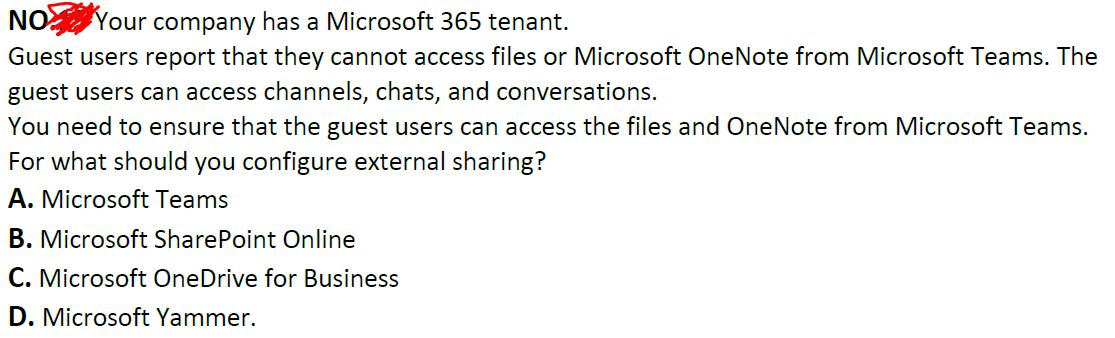 NO Your company has a Microsoft 365 tenant.
Guest users report that they cannot access files or Microsoft OneNote from Microsoft Teams. The
guest users can access channels, chats, and conversations.
You need to ensure that the guest users can access the files and OneNote from Microsoft Teams.
For what should you configure external sharing?
A. Microsoft Teams
B. Microsoft SharePoint Online
C. Microsoft OneDrive for Business
D. Microsoft Yammer.